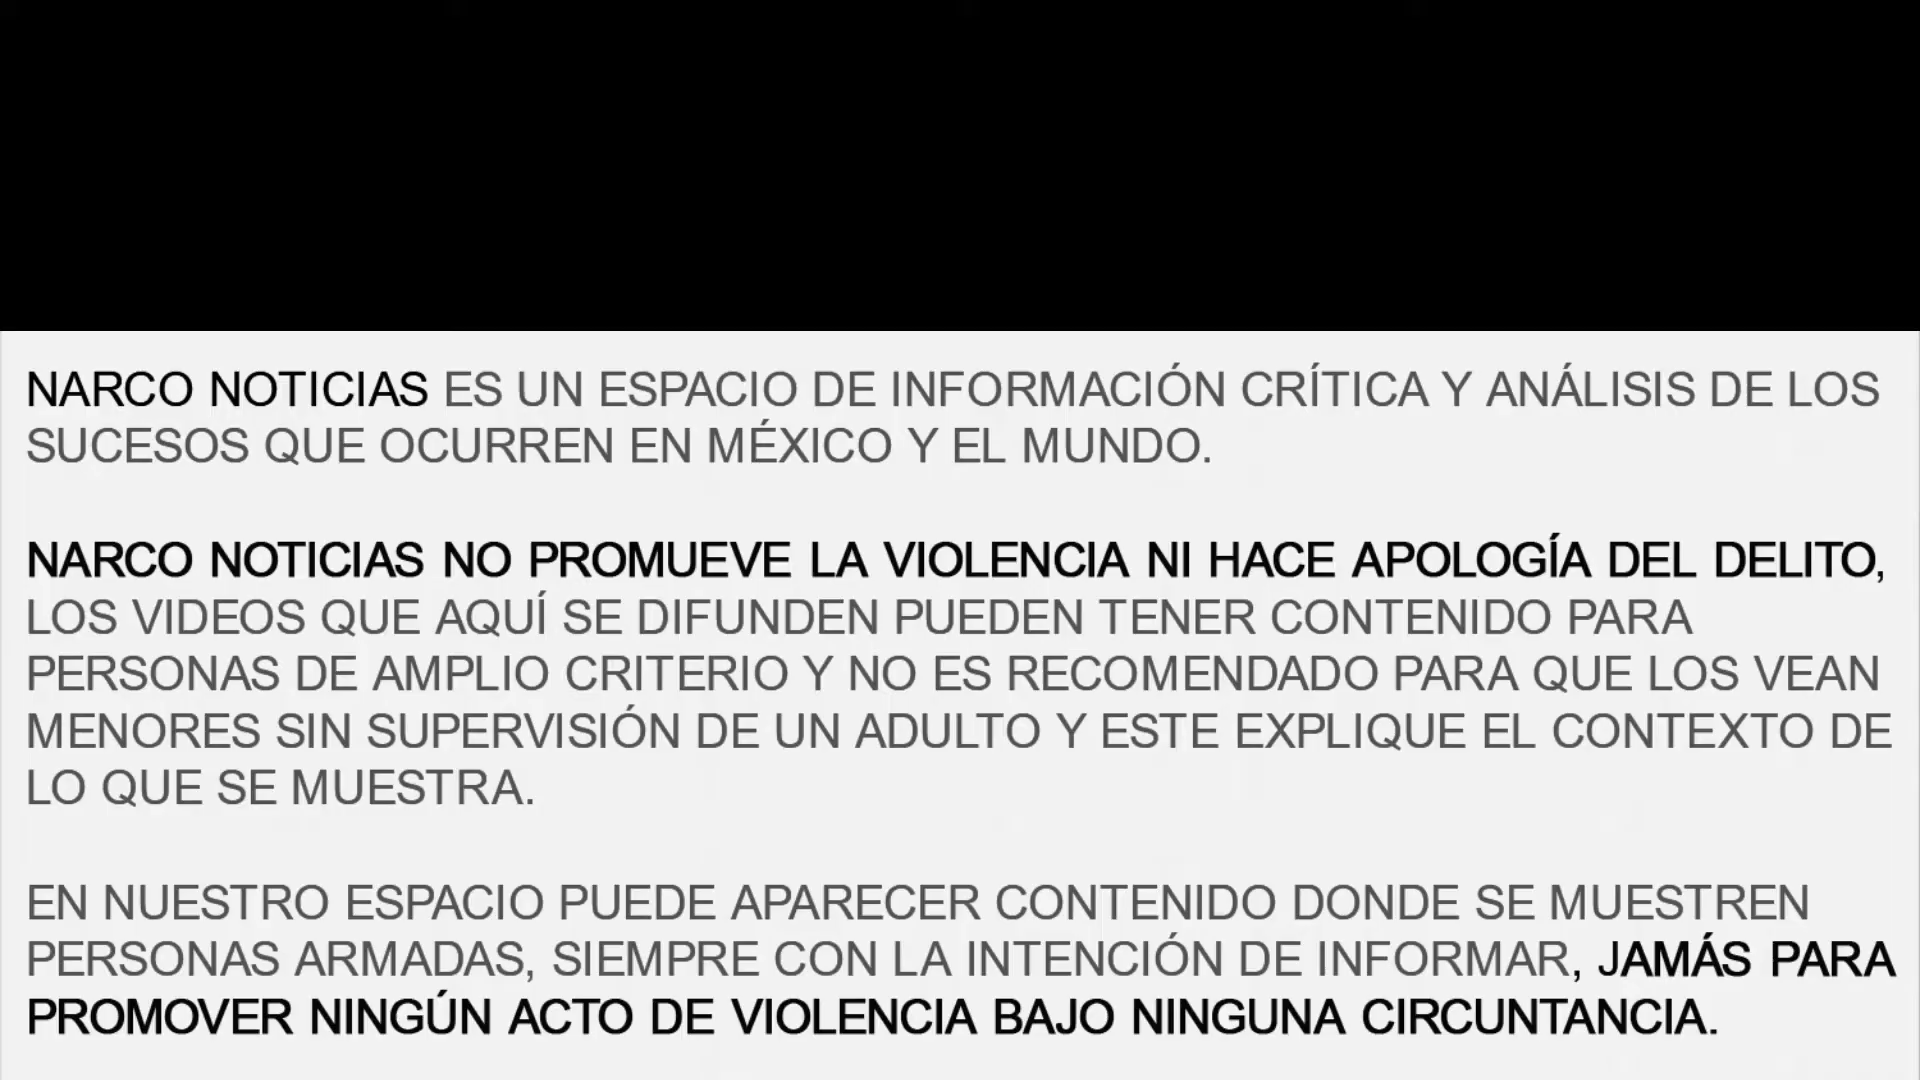 NARCO NOTICIAS ES UN ESPACIO DE INFORMACIÓN CRÍTICA Y ANÁLISIS DE LOS
SUCESOS QUE OCURREN EN MÉXICO Y EL MUNDO.
NARCO NOTICIAS NO PROMUEVE LA VIOLENCIA NI HACE APOLOGÍA DEL DELITO,
LOS VIDEOS QUE AQUÍ SE DIFUNDEN PUEDEN TENER CONTENIDO PARA
PERSONAS DE AMPLIO CRITERIO Y NO ES RECOMENDADO PARA QUE LOS VEAN
MENORES SIN SUPERVISIÓN DE UN ADULTO Y ESTE EXPLIQUE EL CONTEXTO DE
LO QUE SE MUESTRA.
EN NUESTRO ESPACIO PUEDE APARECER CONTENIDO DONDE SE MUESTREN
PERSONAS ARMADAS, SIEMPRE CON LA INTENCIÓN DE INFORMAR, JAMÁS PARA
PROMOVER NINGÚN ACTO DE VIOLENCIA BAJO NINGUNA CIRCUNTANCIA.